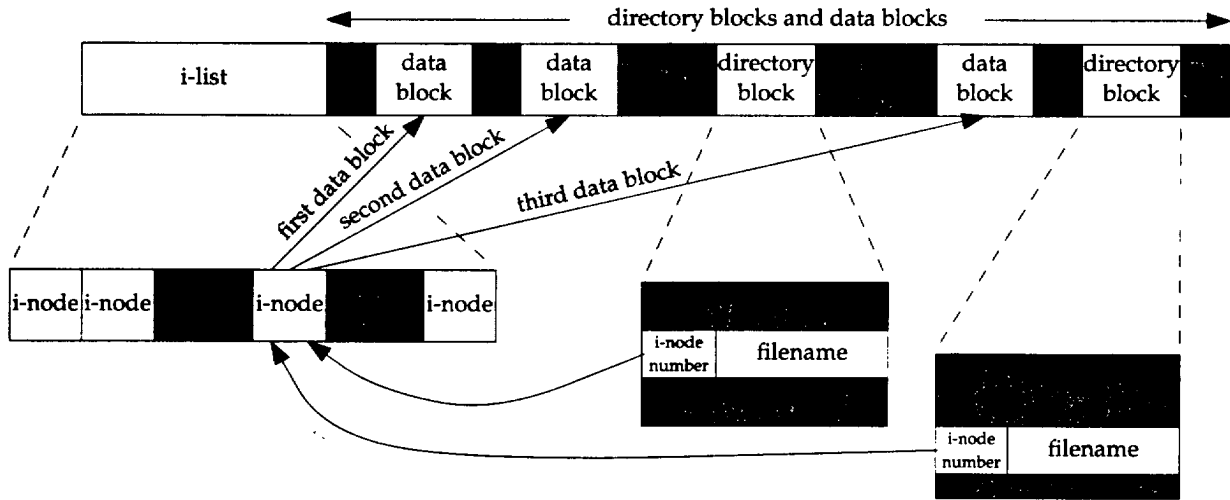 directory blocks and data blocks
i-list
data
block
data
block
directory
block
data
block
directory
block
first data block
second data block
third data block
i-node
i-node
i-node
i-node
i-node
number
filename
i-node
number
filename